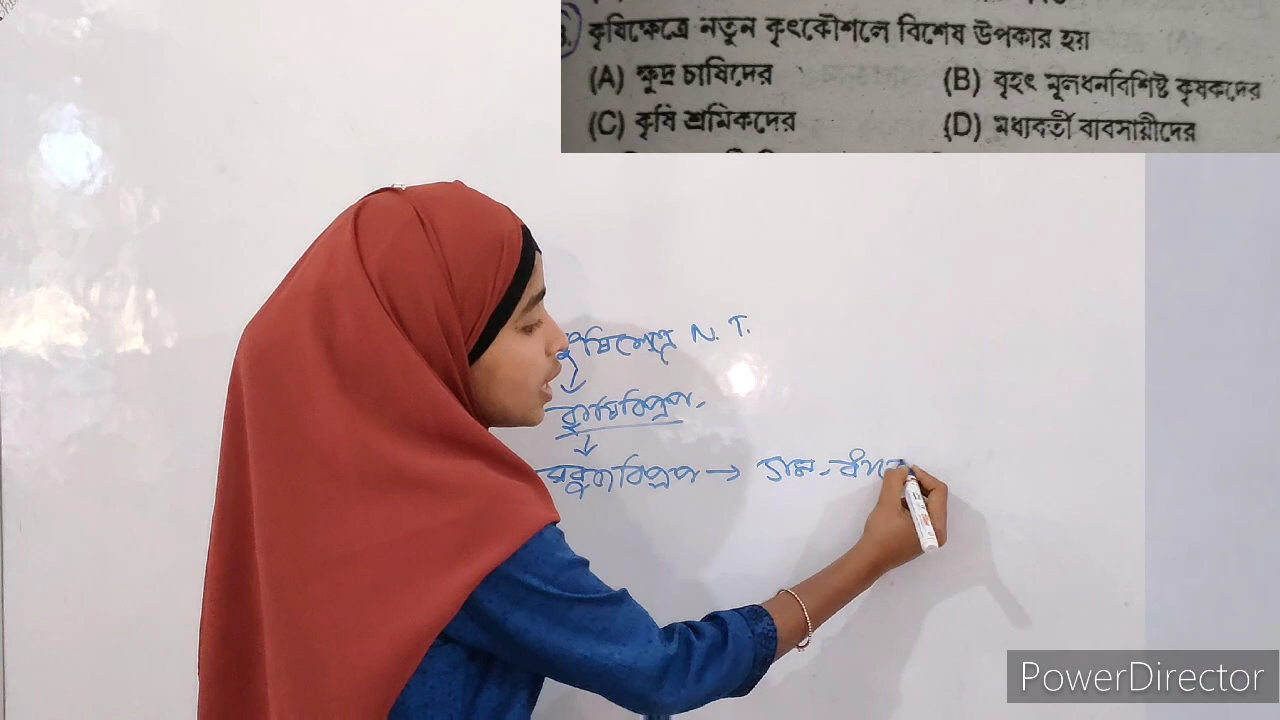 কৃষিক্ষেত্রে নতুন কৃৎকৌশলে বিশেষ উপকার হয়
(A) ক্ষুদ্র চাষিদের (B) বৃহৎ মূলধনবিশিষ্ট কৃষকদের
(C) কৃষি শ্রমিকদের (D) মধ্যবর্তী ব্যবসায়ীদের
কৃষিক্ষেত্রে N. T.
কৃষিবিপ্লব
সবুজবিপ্লব →
PowerDirector